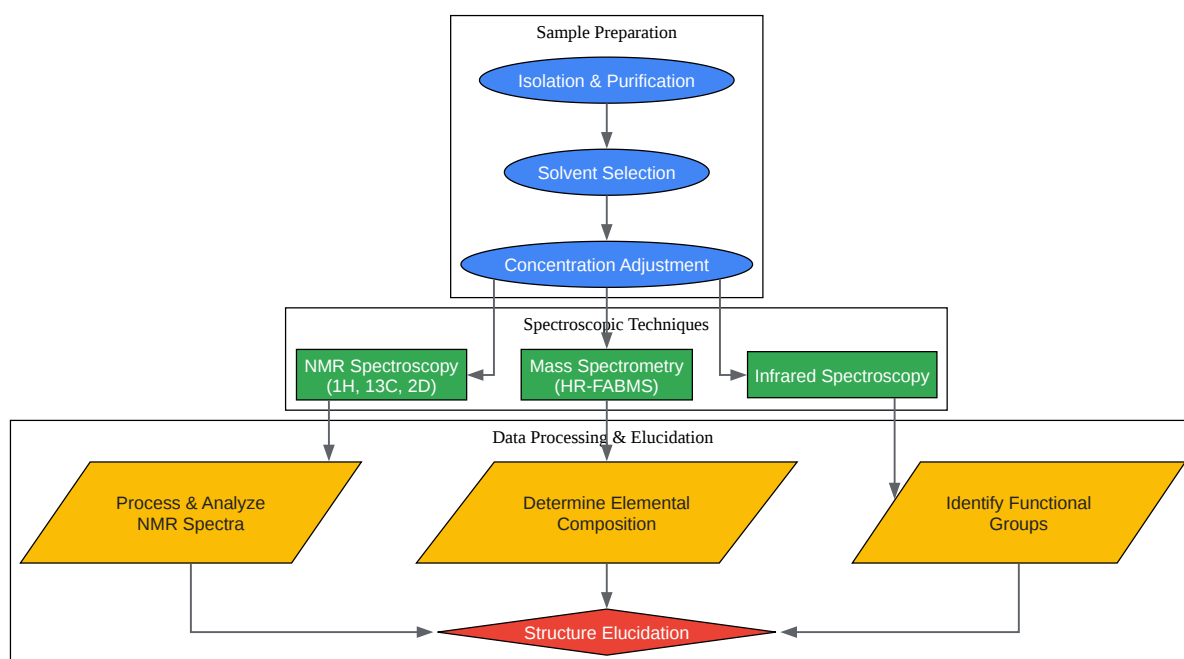 Sample Preparation
Isolation & Purification
Solvent Selection
Concentration Adjustment
Spectroscopic Techniques
NMR Spectroscopy
(1H, 13C, 2D)
Mass Spectrometry
(HR-FABMS)
Infrared Spectroscopy
Data Processing & Elucidation
Process & Analyze
NMR Spectra
Determine Elemental
Composition
Identify Functional
Groups
Structure Elucidation